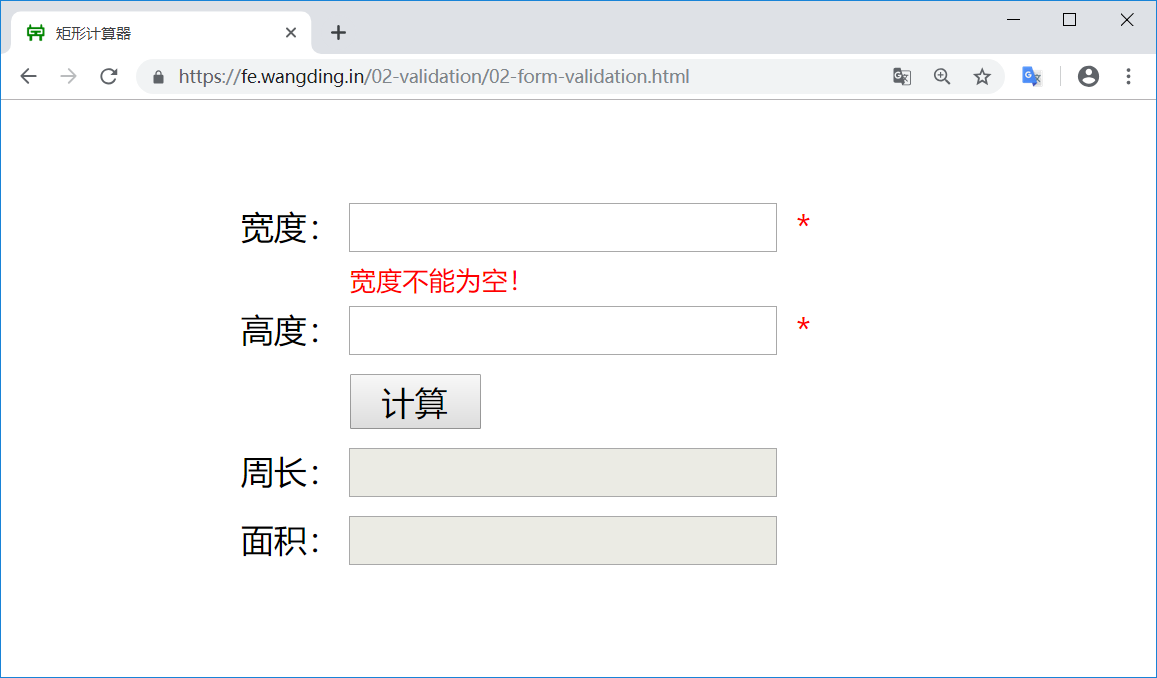 矩形计算器
https://fe.wangding.in/02-validation/02-form-validation.html
宽度： *
宽度不能为空！
高度： *
计算
周长：
面积：